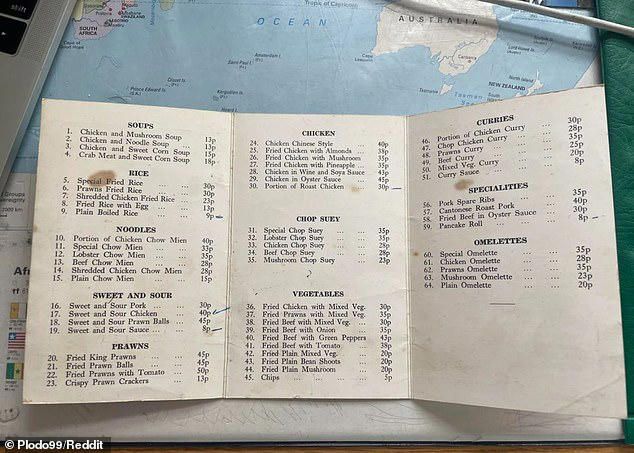 Tropic of Capricorn
SOUTH AFRICA
SWAZILAND
LESOTHO
OCEAN
AUSTRALIA
Canberra
Tasmania
NEW ZEALAND
Tasman
Amsterdam I
Saint Paul I
Prince Edward Is
Kerguelen Is
shift
SOUPS
1. Chicken and Mushroom Soup 13p
2. Chicken and Noodle Soup ... 13p
3. Chicken and Sweet Corn Soup 15p
4. Crab Meat and Sweet Corn Soup 18p
RICE
5. Special Fried Rice
6. Prawns Fried Rice ... 30p
7. Shredded Chicken Fried Rice 23p
8. Fried Rice with Egg ... 13p
9. Plain Boiled Rice ... 9p
NOODLES
10. Portion of Chicken Chow Mien 40p
11. Special Chow Mien ... 33p
12. Lobster Chow Mien ... 35p
13. Beef Chow Mien ... 28p
14. Shredded Chicken Chow Mien 28p
15. Plain Chow Mien ... 15p
SWEET AND SOUR
16. Sweet and Sour Pork ... 30p
17. Sweet and Sour Chicken ... 40p
18. Sweet and Sour Prawn Balls ... 45p
19. Sweet and Sour Sauce ... 8p
PRAWNS
20. Fried King Prawns ... 45p
21. Fried Prawn Balls ... 45p
22. Fried Prawns with Tomato 50p
23. Crispy Prawn Crackers ... 13p
CHICKEN
24. Chicken Chinese Style ... 40p
25. Fried Chicken with Almonds ... 38p
26. Fried Chicken with Mushroom 35p
27. Fried Chicken with Pineapple ... 35p
28. Chicken in Wine and Soya Sauce 43p
29. Chicken in Oyster Sauce ... 45p
30. Portion of Roast Chicken ... 30p
CHOP SUEY
31. Special Chop Suey ... 35p
32. Lobster Chop Suey ... 35p
33. Chicken Chop Suey ... 28p
34. Beef Chop Suey ... 28p
35. Mushroom Chop Suey ... 23p
VEGETABLES
36. Fried Chicken with Mixed Veg. 30p
37. Fried Prawns with Mixed Veg. 35p
38. Fried Beef with Mixed Veg. ... 30p
39. Fried Beef with Onion ... 35p
40. Fried Beef with Green Peppers 43p
41. Fried Beef with Tomato ... 38p
42. Fried Plain Mixed Veg. ... 20p
43. Fried Plain Bean Shoots ... 20p
44. Fried Plain Mushroom ... 20p
45. Chips ... 5p
CURRIES
46. Portion of Chicken Curry ... 30p
47. Chop Chicken Curry ... 28p
48. Prawns Curry ... 35p
49. Beef Curry ... 25p
50. Mixed Veg. Curry ... 20p
51. Curry Sauce ... 8p
SPECIALITIES
56. Pork Spare Ribs ... 35p
57. Cantonese Roast Pork ... 40p
58. Fried Beef in Oyster Sauce ... 30p
59. Pancake Roll ... 8p
OMELETTES
60. Special Omelette ... 35p
61. Chicken Omelette ... 28p
62. Prawns Omelette ... 35p
63. Mushroom Omelette ... 23p
64. Plain Omelette ... 20p
Plodo99/Reddit